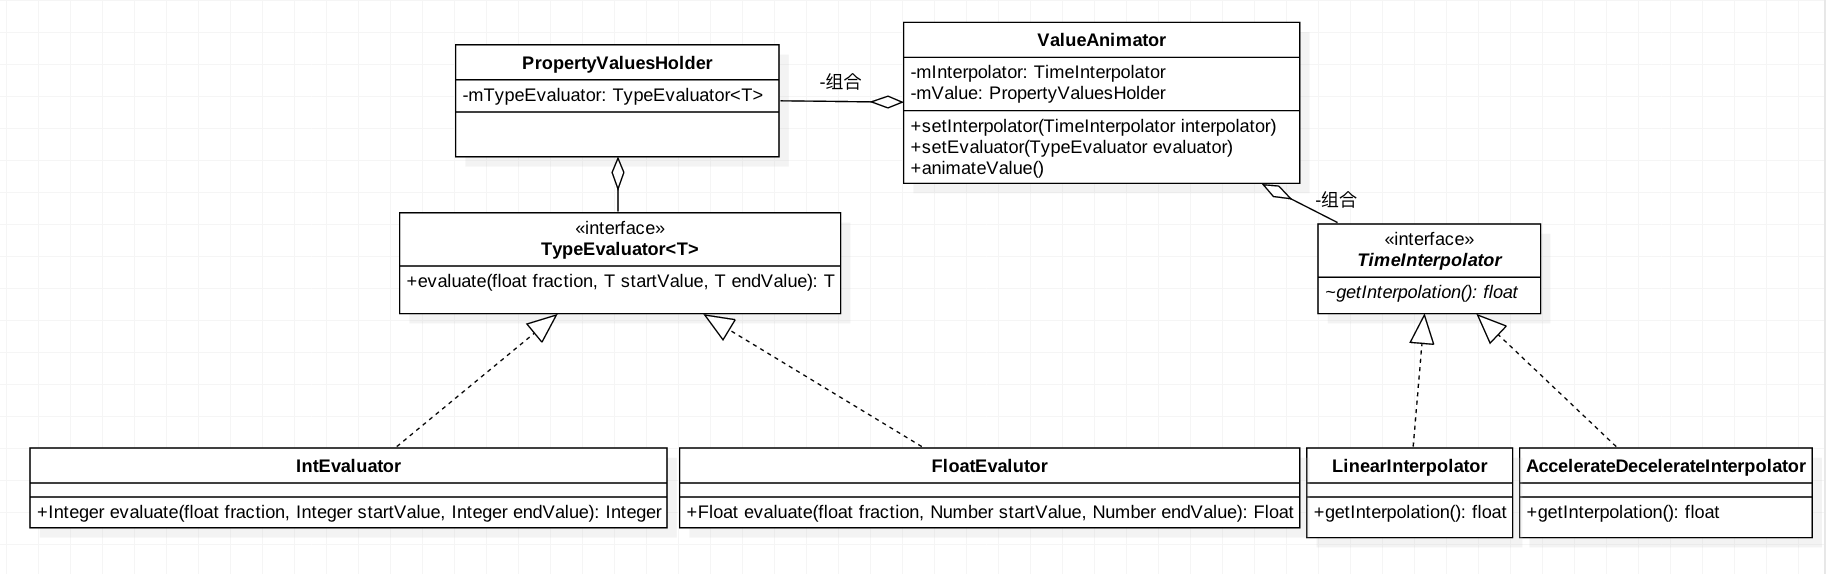 PropertyValuesHolder
-mTypeEvaluator: TypeEvaluator<T>
-组合
ValueAnimator
-mInterpolator: TimeInterpolator
-mValue: PropertyValuesHolder
+setInterpolator(TimeInterpolator interpolator)
+setEvaluator(TypeEvaluator evaluator)
+animateValue()
-组合
«interface»
TypeEvaluator<T>
+evaluate(float fraction, T startValue, T endValue): T
«interface»
TimeInterpolator
~getInterpolation(): float
IntEvaluator
+Integer evaluate(float fraction, Integer startValue, Integer endValue): Integer
FloatEvalutor
+Float evaluate(float fraction, Number startValue, Number endValue): Float
LinearInterpolator
+getInterpolation(): float
AccelerateDecelerateInterpolator
+getInterpolation(): float